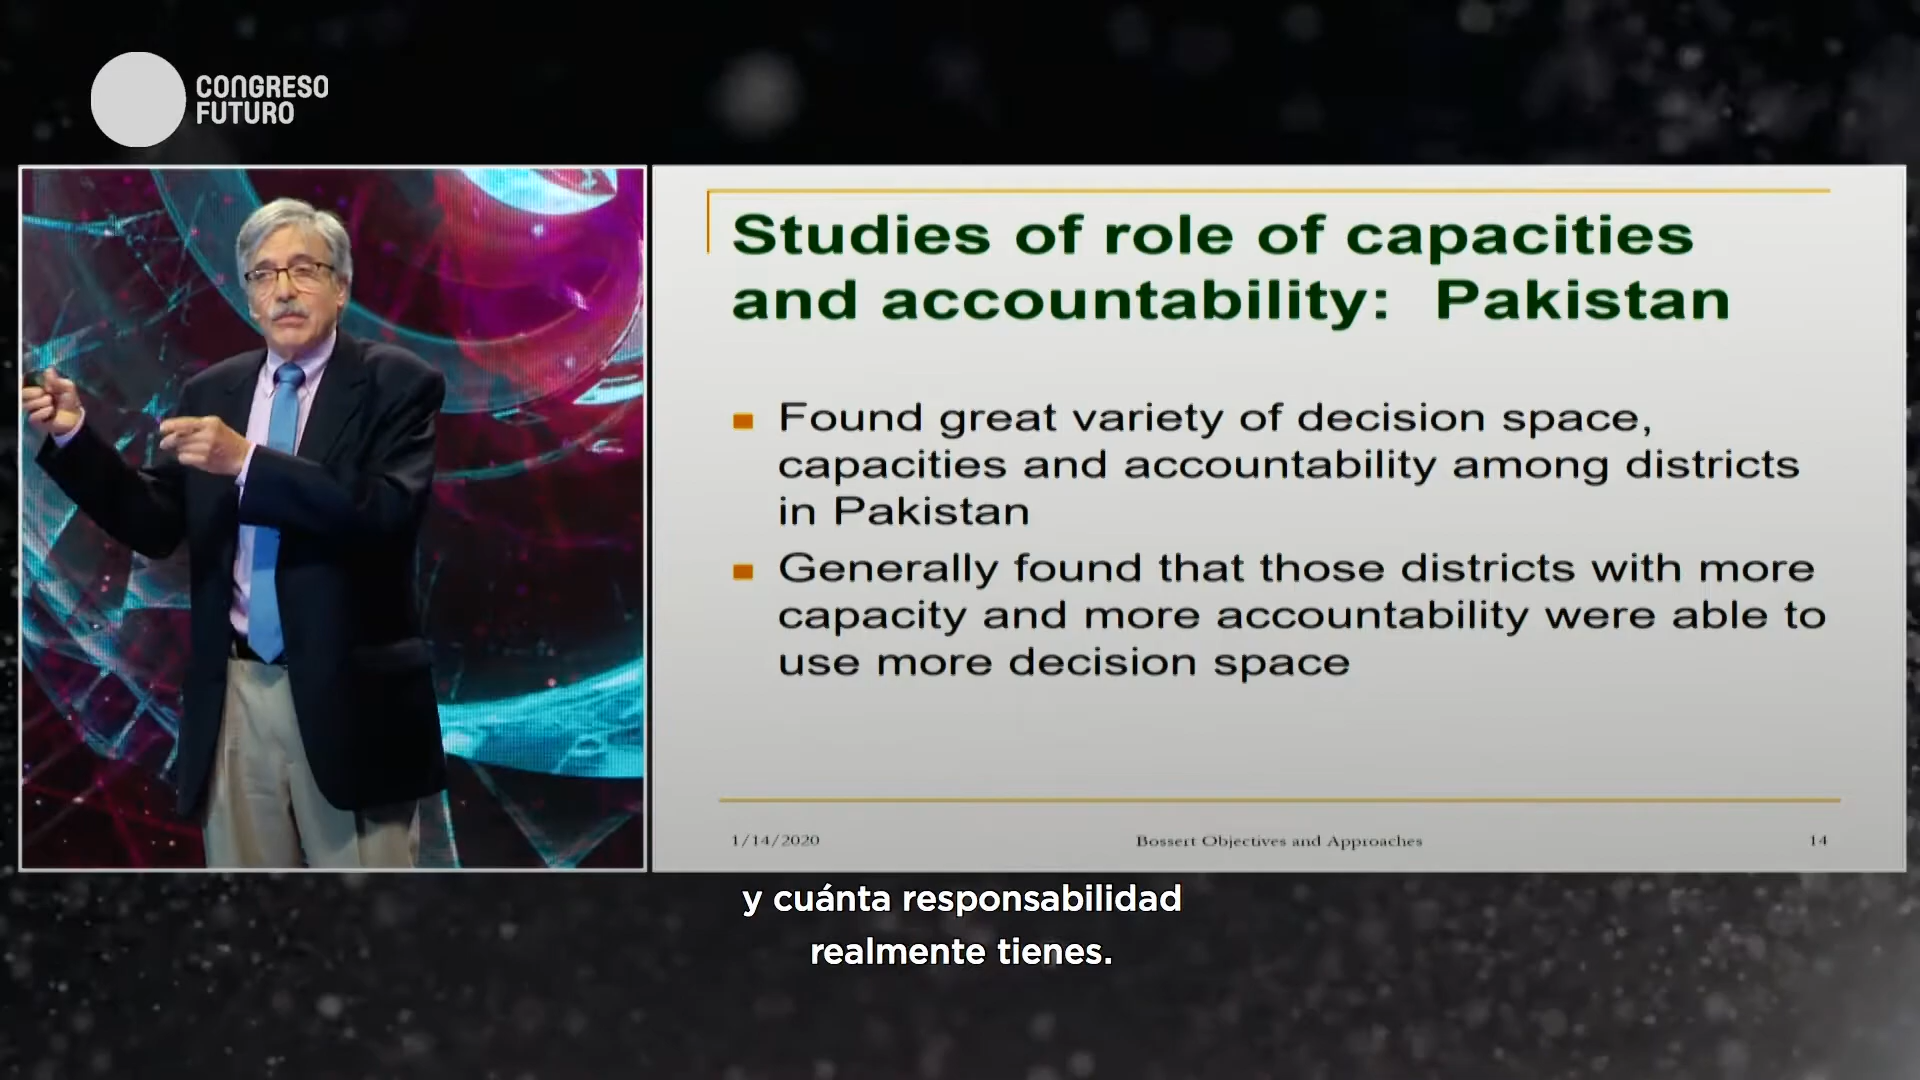 CONGRESO
FUTURO
Studies of role of capacities
and accountability: Pakistan
Found great variety of decision space,
capacities and accountability among districts
in Pakistan
Generally found that those districts with more
capacity and more accountability were able to
use more decision space
1/14/2020
Bossert Objectives and Approaches
14
y cuánta responsabilidad
realmente tienes.